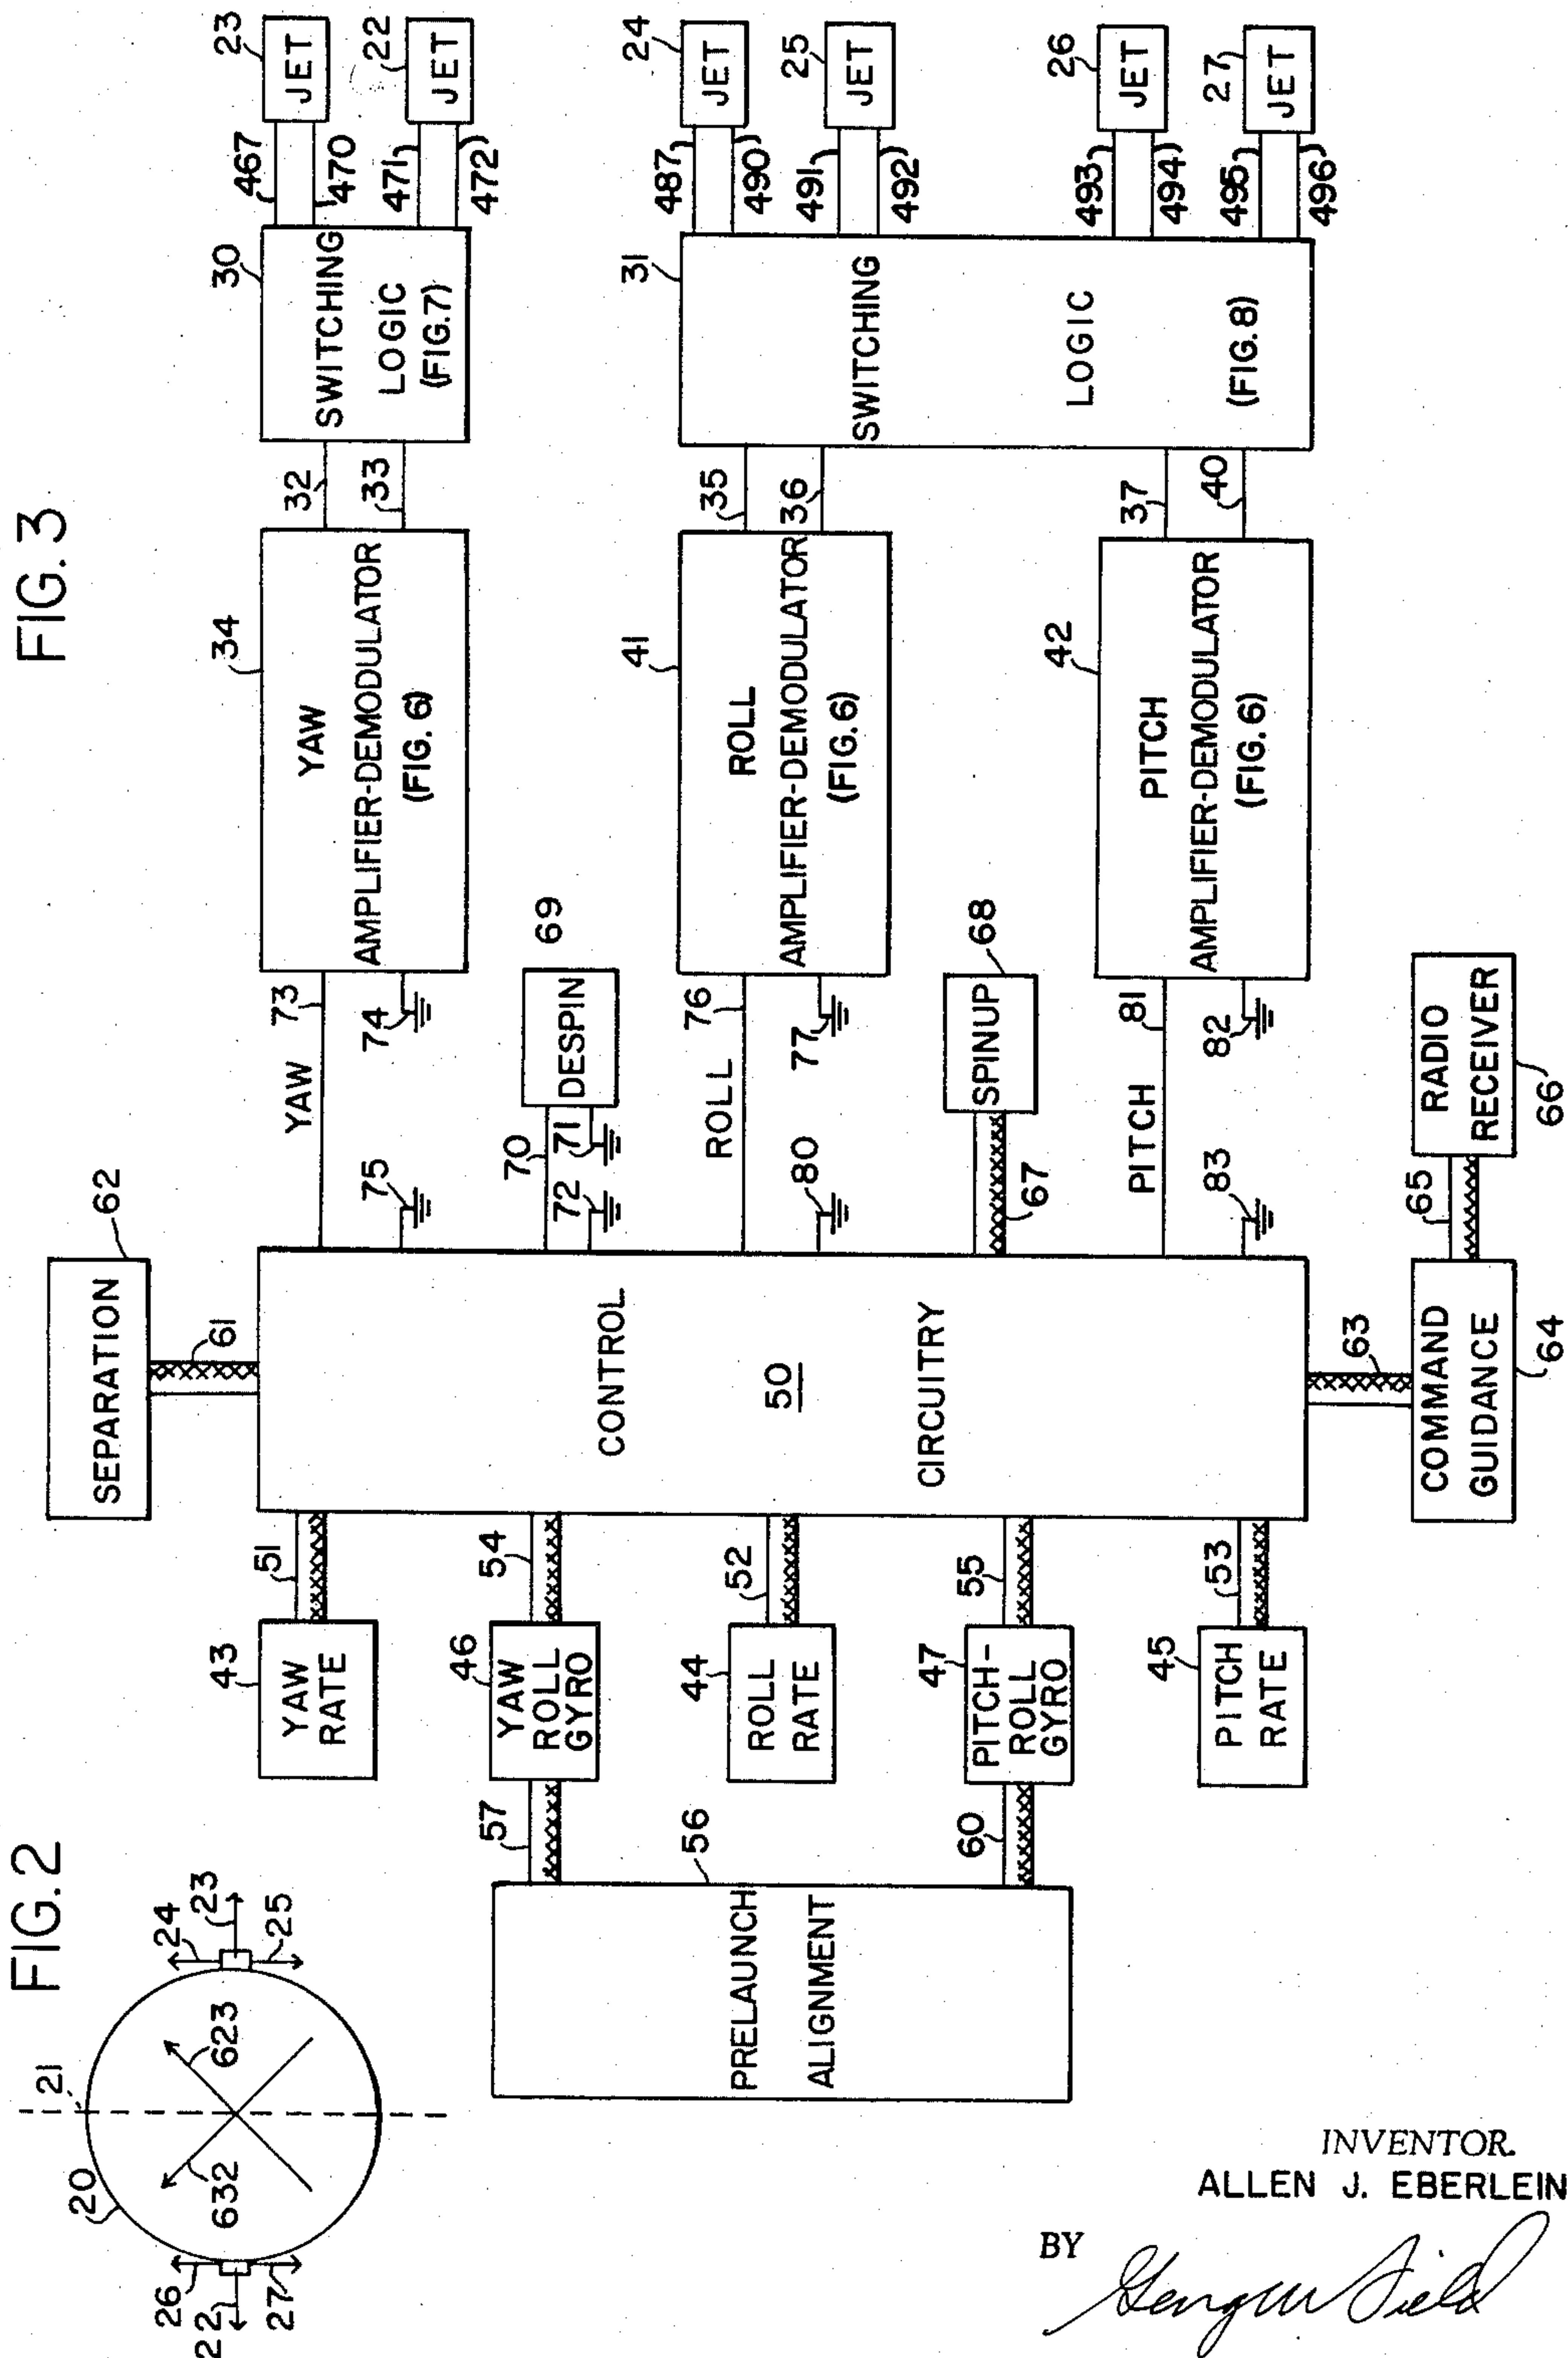 FIG. 2
FIG. 3
20
21
22
23
24
25
26
27
623
632
PRELAUNCH
ALIGNMENT
56
57
60
YAW
RATE
43
51
YAW
ROLL
GYRO
46
54
ROLL
RATE
44
52
PITCH-
ROLL
GYRO
47
55
PITCH
RATE
45
53
SEPARATION
62
61
CONTROL
50
CIRCUITRY
63
COMMAND
GUIDANCE
64
65
RADIO
RECEIVER
66
YAW
73
74
75
DESPIN
69
70
71
72
ROLL
76
77
80
SPINUP
68
67
PITCH
81
82
83
YAW
AMPLIFIER-DEMODULATOR
(FIG. 6)
34
32
33
ROLL
AMPLIFIER-DEMODULATOR
(FIG. 6)
41
35
36
PITCH
AMPLIFIER-DEMODULATOR
(FIG. 6)
42
37
40
SWITCHING
LOGIC
(FIG. 7)
30
SWITCHING
LOGIC
(FIG. 8)
31
467
470
JET
23
471
472
JET
22
487
490
JET
24
491
492
JET
25
493
494
JET
26
495
496
JET
27
INVENTOR.
ALLEN J. EBERLEIN
BY